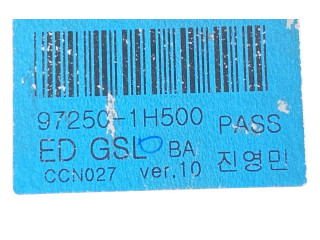 97250-1H500 PASS
ED GSL BA
CCN027 ver.10 진영민